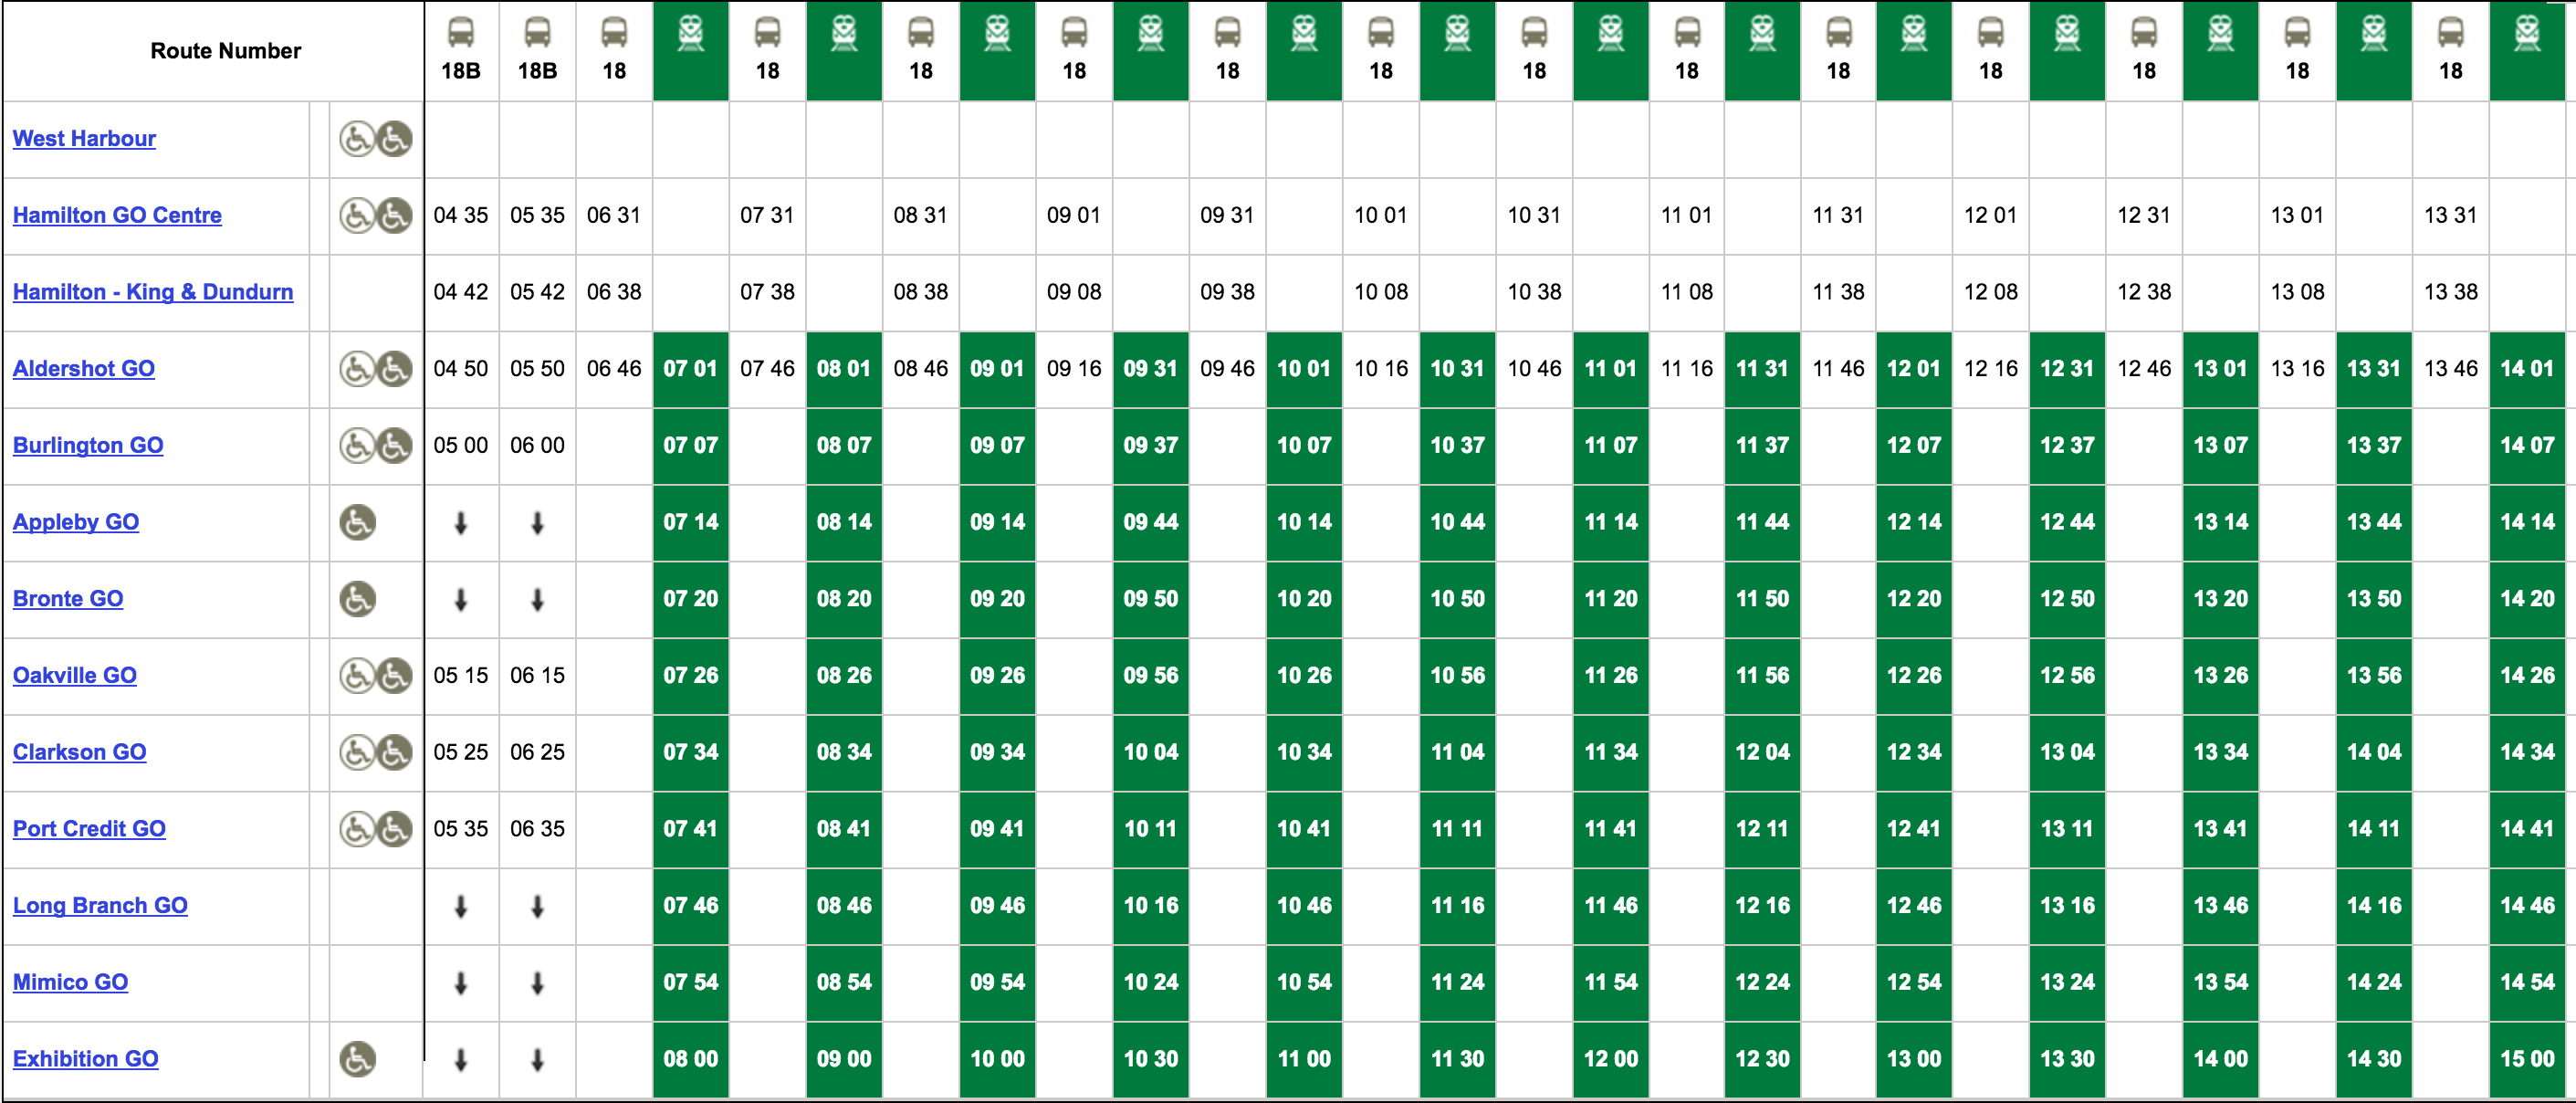 Route Number 18B 18B 18 18 18 18 18 18 18 18 18 18 18 18 18
West Harbour
Hamilton GO Centre 04 35 05 35 06 31 07 31 08 31 09 01 09 31 10 01 10 31 11 01 11 31 12 01 12 31 13 01 13 31
Hamilton - King & Dundurn 04 42 05 42 06 38 07 38 08 38 09 08 09 38 10 08 10 38 11 08 11 38 12 08 12 38 13 08 13 38
Aldershot GO 04 50 05 50 06 46 07 01 07 46 08 01 08 46 09 01 09 16 09 31 09 46 10 01 10 16 10 31 10 46 11 01 11 16 11 31 11 46 12 01 12 16 12 31 12 46 13 01 13 16 13 31 13 46 14 01
Burlington GO 05 00 06 00 07 07 08 07 09 07 09 37 10 07 10 37 11 07 11 37 12 07 12 37 13 07 13 37 14 07
Appleby GO 07 14 08 14 09 14 09 44 10 14 10 44 11 14 11 44 12 14 12 44 13 14 13 44 14 14
Bronte GO 07 20 08 20 09 20 09 50 10 20 10 50 11 20 11 50 12 20 12 50 13 20 13 50 14 20
Oakville GO 05 15 06 15 07 26 08 26 09 26 09 56 10 26 10 56 11 26 11 56 12 26 12 56 13 26 13 56 14 26
Clarkson GO 05 25 06 25 07 34 08 34 09 34 10 04 10 34 11 04 11 34 12 04 12 34 13 04 13 34 14 04 14 34
Port Credit GO 05 35 06 35 07 41 08 41 09 41 10 11 10 41 11 11 11 41 12 11 12 41 13 11 13 41 14 11 14 41
Long Branch GO 07 46 08 46 09 46 10 16 10 46 11 16 11 46 12 16 12 46 13 16 13 46 14 16 14 46
Mimico GO 07 54 08 54 09 54 10 24 10 54 11 24 11 54 12 24 12 54 13 24 13 54 14 24 14 54
Exhibition GO 08 00 09 00 10 00 10 30 11 00 11 30 12 00 12 30 13 00 13 30 14 00 14 30 15 00